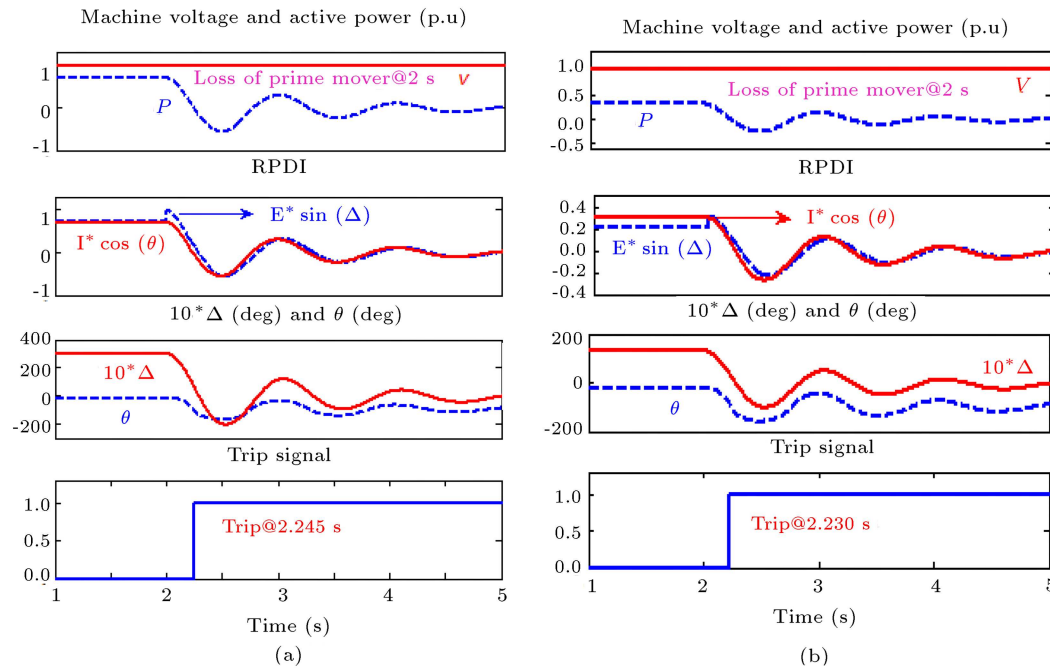 Machine voltage and active power (p.u)
1
0
-1
Loss of prime mover@2 s
v
P
RPDI
1
0
-1
E* sin (Δ)
I* cos (θ)
10*Δ (deg) and θ (deg)
400
200
0
-200
10*Δ
θ
Trip signal
1.0
0.5
0.0
Trip@2.245 s
1 2 3 4 5
Time (s)
(a)
Machine voltage and active power (p.u)
1.0
0.5
0.0
-0.5
Loss of prime mover@2 s
V
P
RPDI
0.4
0.2
0.0
-0.2
-0.4
I* cos (θ)
E* sin (Δ)
10*Δ (deg) and θ (deg)
200
0
-200
10*Δ
θ
Trip signal
1.0
0.5
0.0
Trip@2.230 s
1 2 3 4 5
Time (s)
(b)